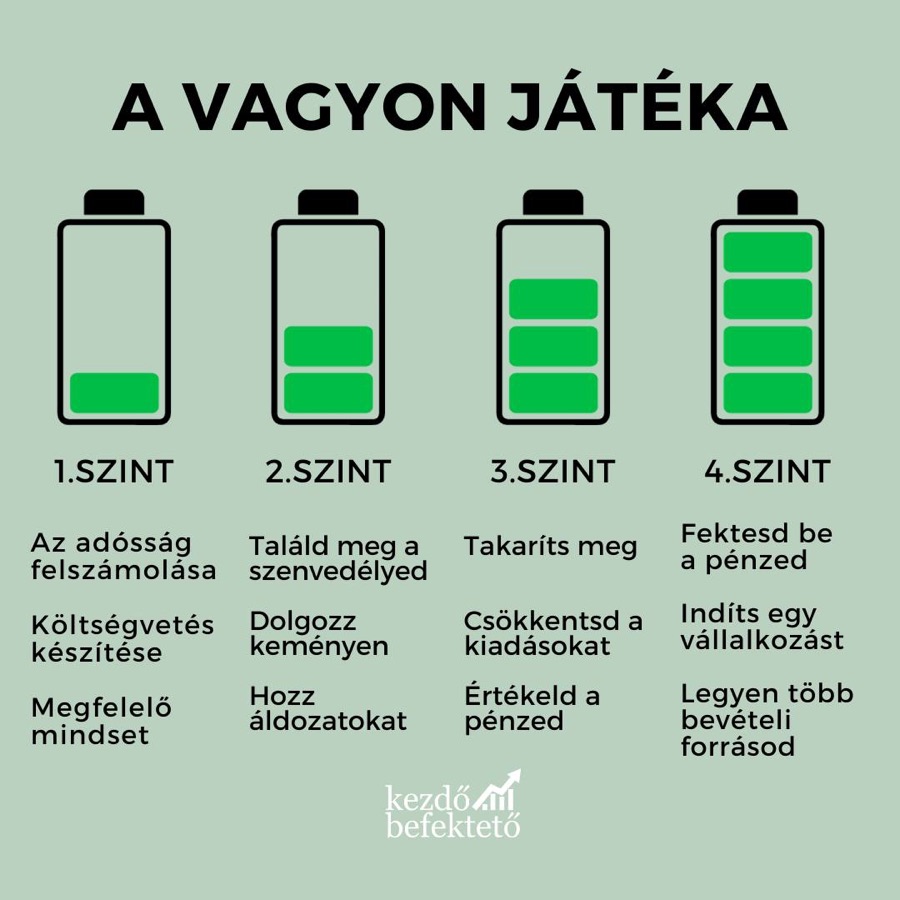 A VAGYON JÁTÉKA
1.SZINT
Az adósság
felszámolása
Költségvetés
készítése
Megfelelő
mindset
2.SZINT
Találd meg a
szenvedélyed
Dolgozz
keményen
Hozz
áldozatokat
3.SZINT
Takaríts meg
Csökkentsd a
kiadásokat
Értékeld a
pénzed
4.SZINT
Fektesd be
a pénzed
Indíts egy
vállalkozást
Legyen több
bevételi
forrásod
kezdő
befektető